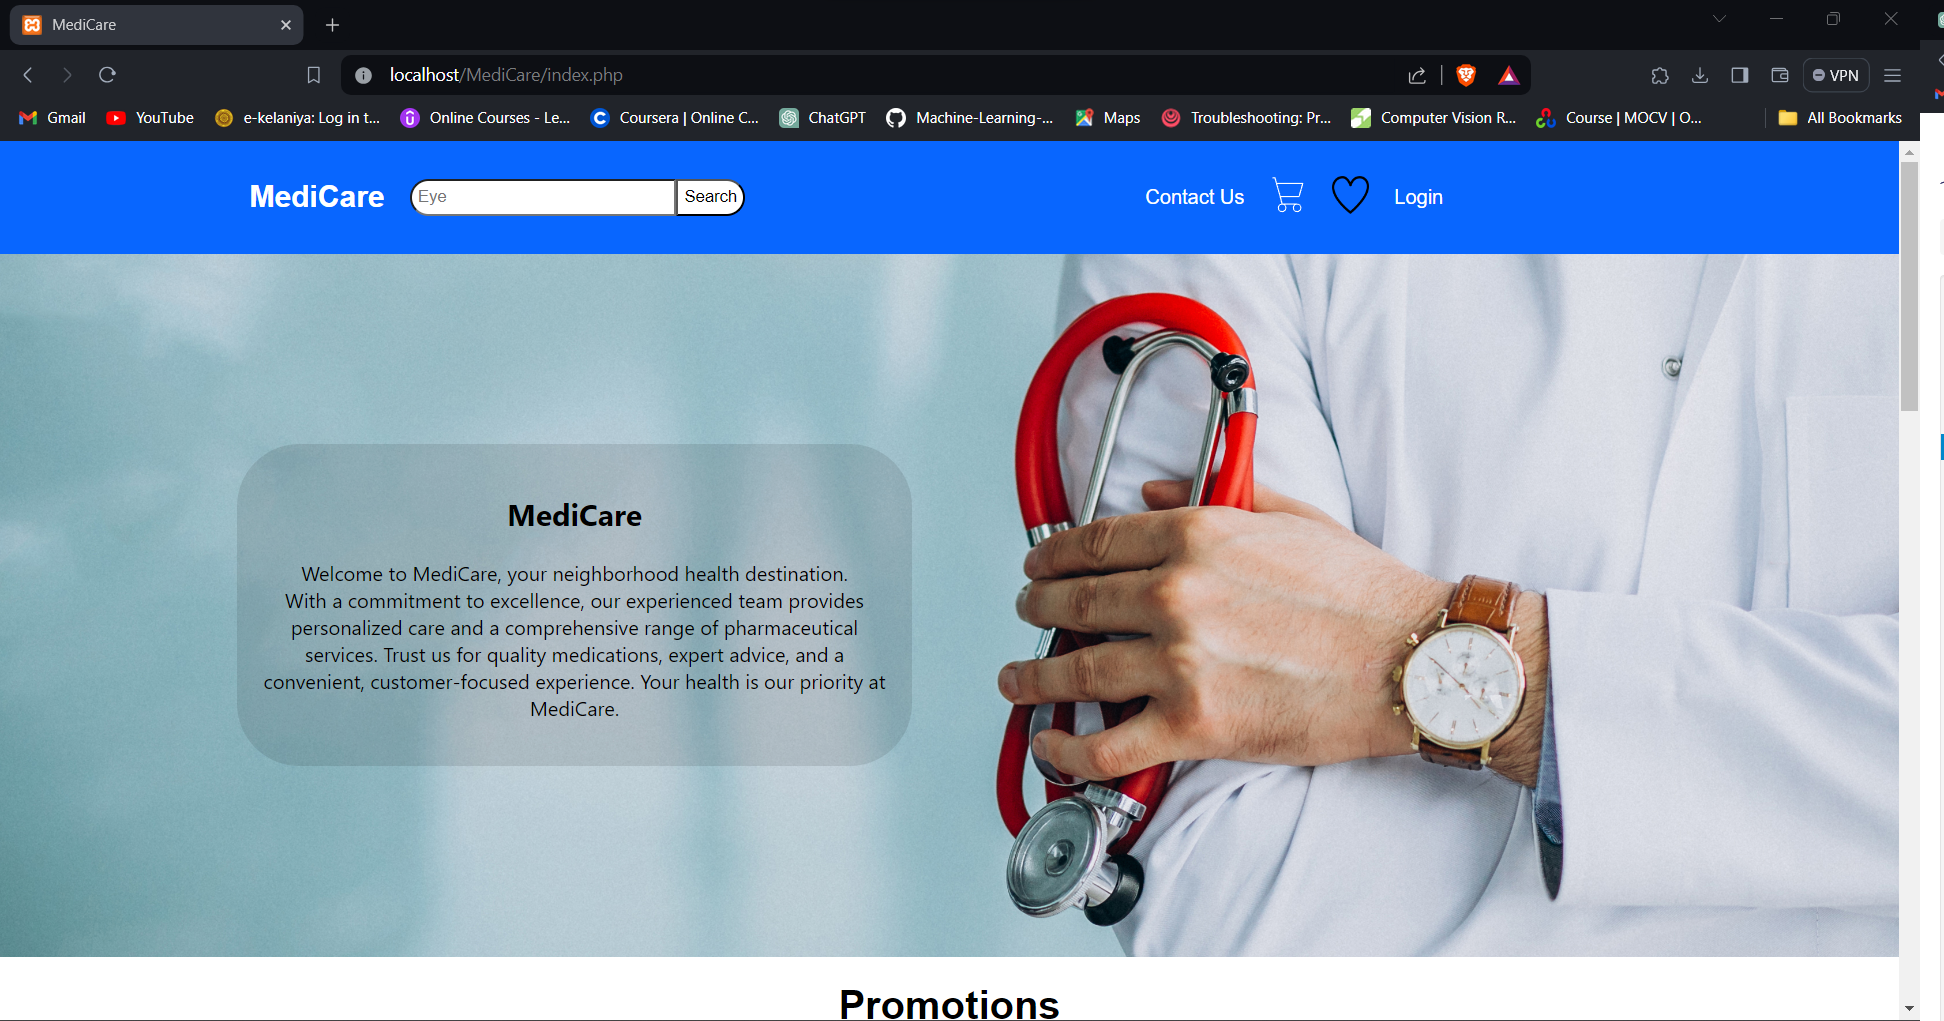 MediCare
localhost/MediCare/index.php
VPN
Gmail YouTube e-kelaniya: Log in t... Online Courses - Le... Coursera | Online C... ChatGPT Machine-Learning-... Maps Troubleshooting: Pr... Computer Vision R... Course | MOCV | O... All Bookmarks
MediCare Eye Search Contact Us Login
MediCare
Welcome to MediCare, your neighborhood health destination.
With a commitment to excellence, our experienced team provides
personalized care and a comprehensive range of pharmaceutical
services. Trust us for quality medications, expert advice, and a
convenient, customer-focused experience. Your health is our priority at
MediCare.
Promotions